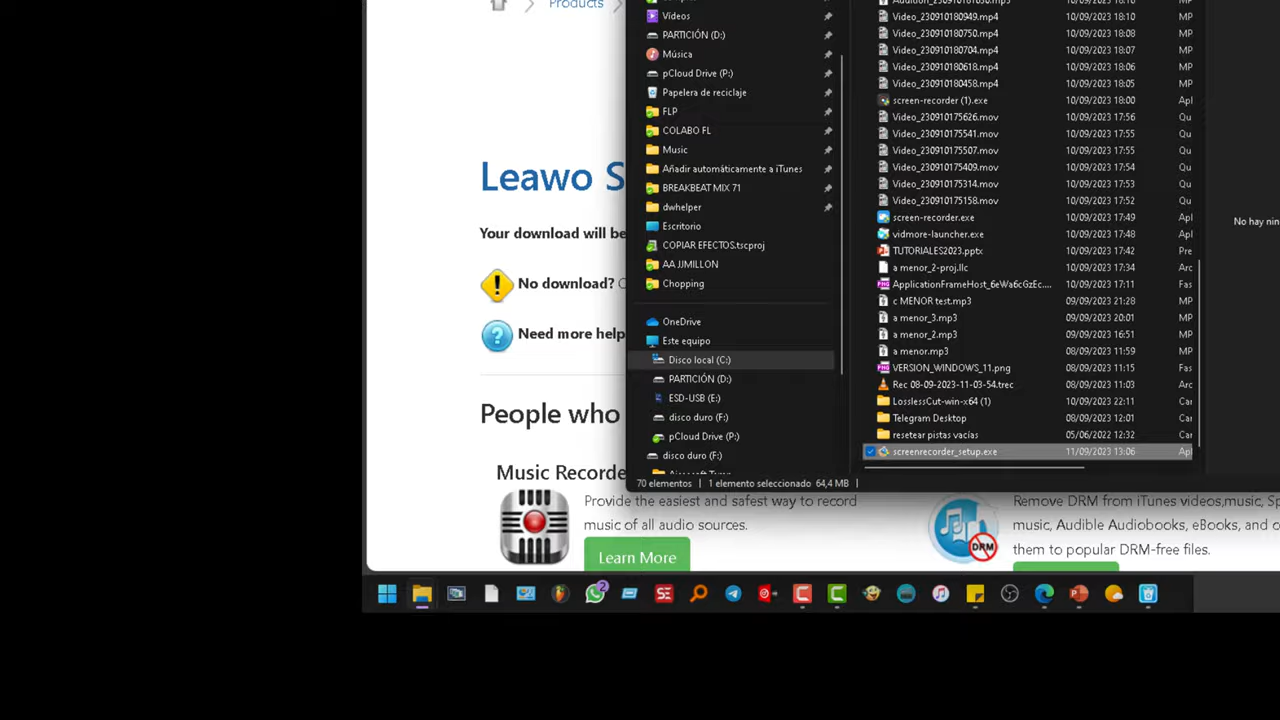 Products
Leawo S
Your download will be
No download? C
Need more help
People who
Music Recorde
Provide the easiest and safest way to record
music of all audio sources.
Learn More
Remove DRM from iTunes videos,music, Sp
music, Audible Audiobooks, eBooks, and c
them to popular DRM-free files.
Vídeos
PARTICIÓN (D:)
Música
pCloud Drive (P:)
Papelera de reciclaje
FLP
COLABO FL
Music
Añadir automáticamente a iTunes
BREAKBEAT MIX 71
dwhelper
Escritorio
COPIAR EFECTOS.tscproj
AA JJMILLON
Chopping
OneDrive
Este equipo
Disco local (C:)
PARTICIÓN (D:)
ESD-USB (E:)
disco duro (F:)
pCloud Drive (P:)
disco duro (F:)
Video_230910180949.mp4 10/09/2023 18:10 MP
Video_230910180750.mp4 10/09/2023 18:08 MP
Video_230910180704.mp4 10/09/2023 18:07 MP
Video_230910180618.mp4 10/09/2023 18:06 MP
Video_230910180458.mp4 10/09/2023 18:05 MP
screen-recorder (1).exe 10/09/2023 18:00 Apl
Video_230910175626.mov 10/09/2023 17:56 Qu
Video_230910175541.mov 10/09/2023 17:55 Qu
Video_230910175507.mov 10/09/2023 17:55 Qu
Video_230910175409.mov 10/09/2023 17:54 Qu
Video_230910175314.mov 10/09/2023 17:53 Qu
Video_230910175158.mov 10/09/2023 17:52 Qu
screen-recorder.exe 10/09/2023 17:49 Apl
vidmore-launcher.exe 10/09/2023 17:48 Apl
TUTORIALES2023.pptx 10/09/2023 17:42 Pre
a menor_2-proj.llc 10/09/2023 17:34 Arc
ApplicationFrameHost_6eWa6cGzEc.... 10/09/2023 17:11 Fas
c MENOR test.mp3 09/09/2023 21:28 MP
a menor_3.mp3 09/09/2023 20:01 MP
a menor_2.mp3 09/09/2023 16:51 MP
a menor.mp3 08/09/2023 11:59 MP
VERSION_WINDOWS_11.png 08/09/2023 11:15 Fas
Rec 08-09-2023-11-03-54.trec 08/09/2023 11:03 Arc
LosslessCut-win-x64 (1) 10/09/2023 22:11 Car
Telegram Desktop 08/09/2023 12:01 Car
resetear pistas vacías 05/06/2022 12:32 Car
screenrecorder_setup.exe 11/09/2023 13:06 Apl
No hay nin
70 elementos | 1 elemento seleccionado 64,4 MB |
DRM
2
SE